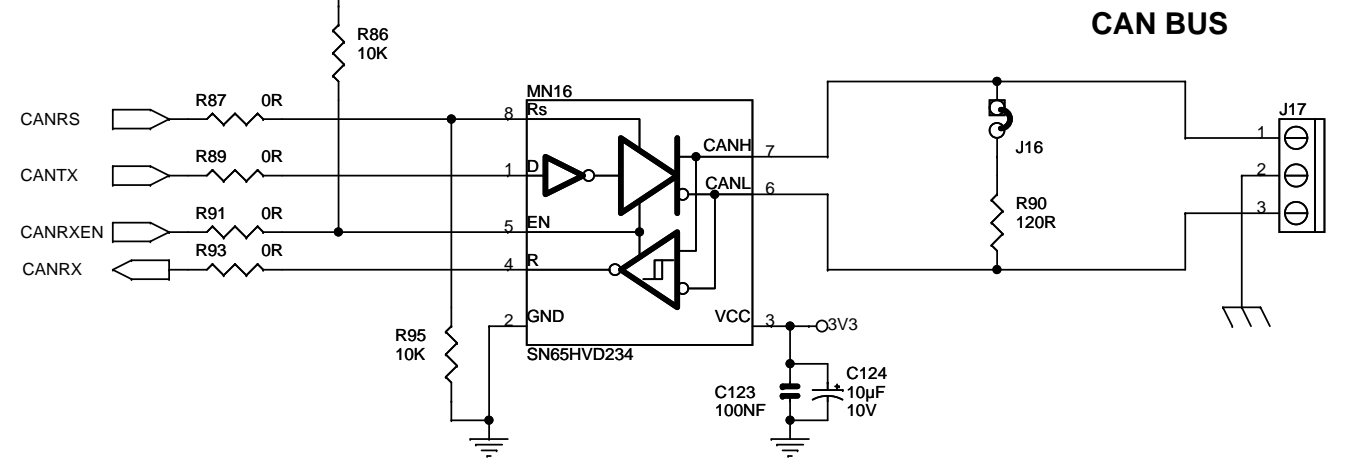 CAN BUS
R86
10K
CANRS
R87 0R
8
MN16
Rs
CANTX
R89 0R
1
D
CANRXEN
R91 0R
5
EN
CANRX
R93 0R
4
R
CANH
7
CANL
6
2
GND
VCC
3
3V3
SN65HVD234
R95
10K
C123
100NF
+
C124
10µF
10V
J16
R90
120R
J17
1
2
3